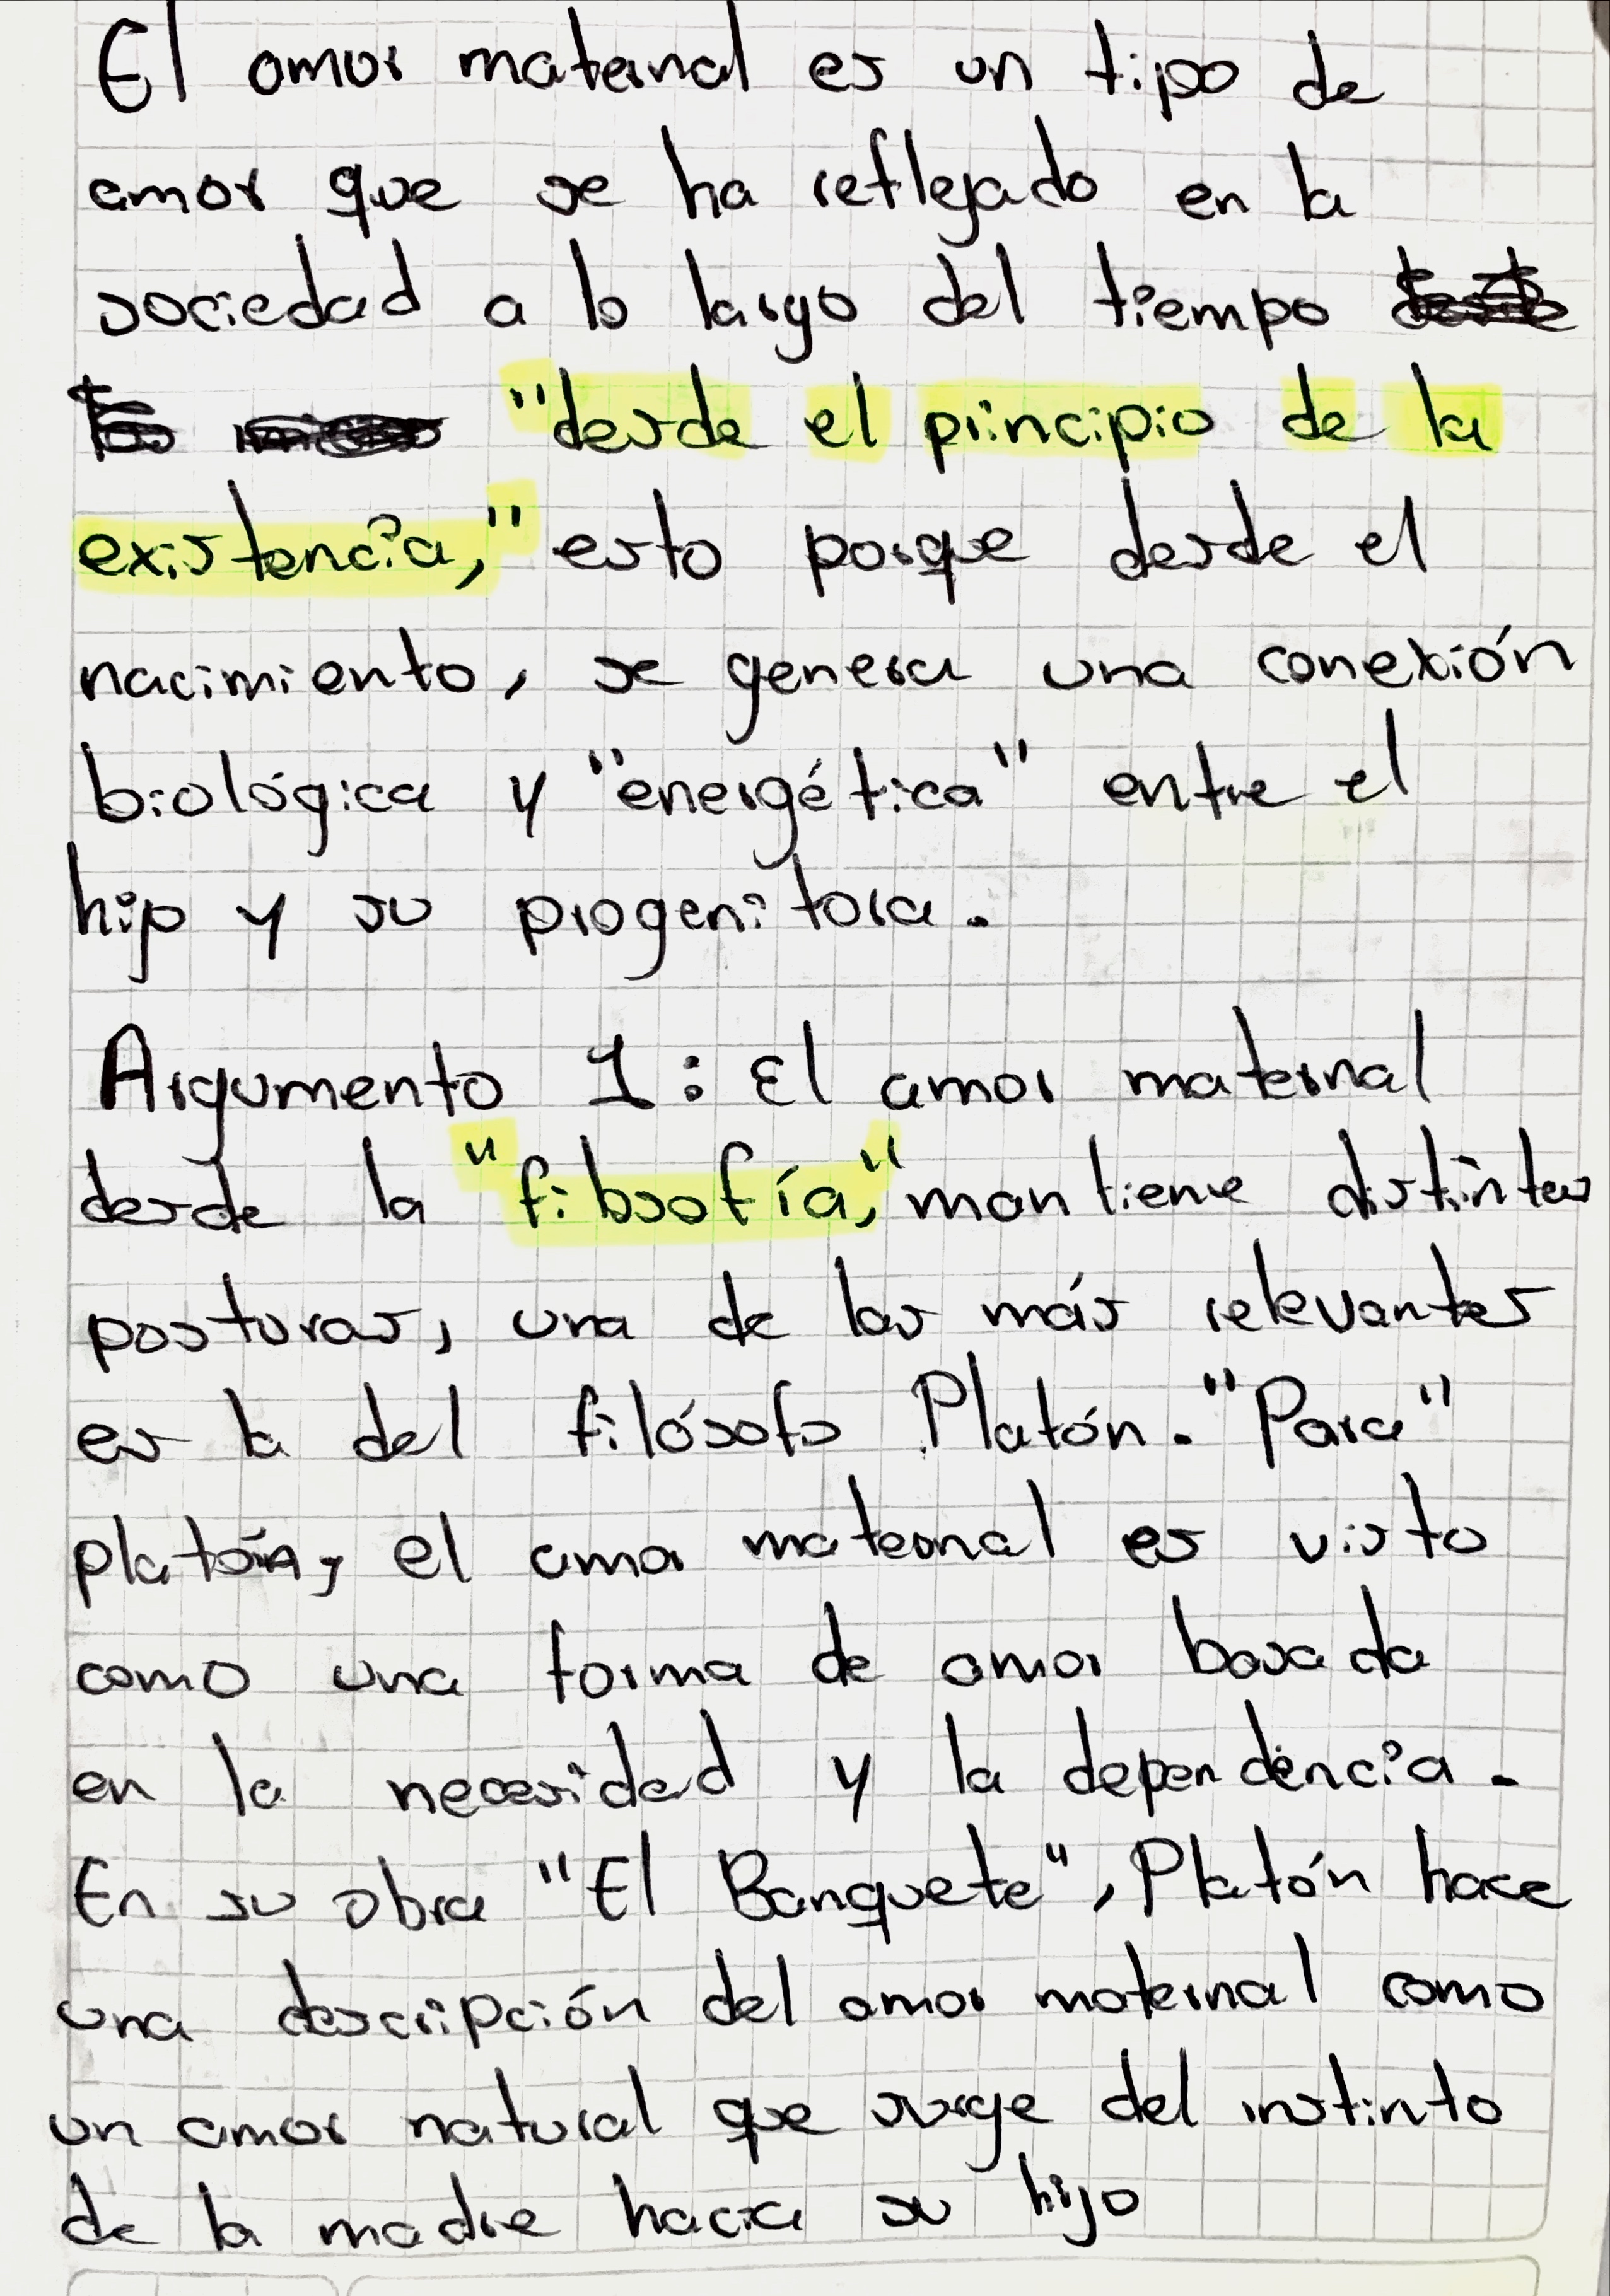 El amor maternal es un tipo de
amor que se ha reflejado en la
sociedad a lo largo del tiempo
"desde el principio de la
existencia," esto porque desde el
nacimiento, se genera una conexión
biológica y "energética" entre el
hijo y su progenitora.
Argumento 1: El amor maternal
desde la "filosofía," mantiene distintas
posturas, una de las más relevantes
es la del filósofo Platón. "Para"
platón, el amor maternal es visto
como una forma de amor basada
en la necesidad y la dependencia.
En su obra "El Banquete", Platón hace
una descripción del amor maternal como
un amor natural que surge del instinto
de la madre hacia su hijo